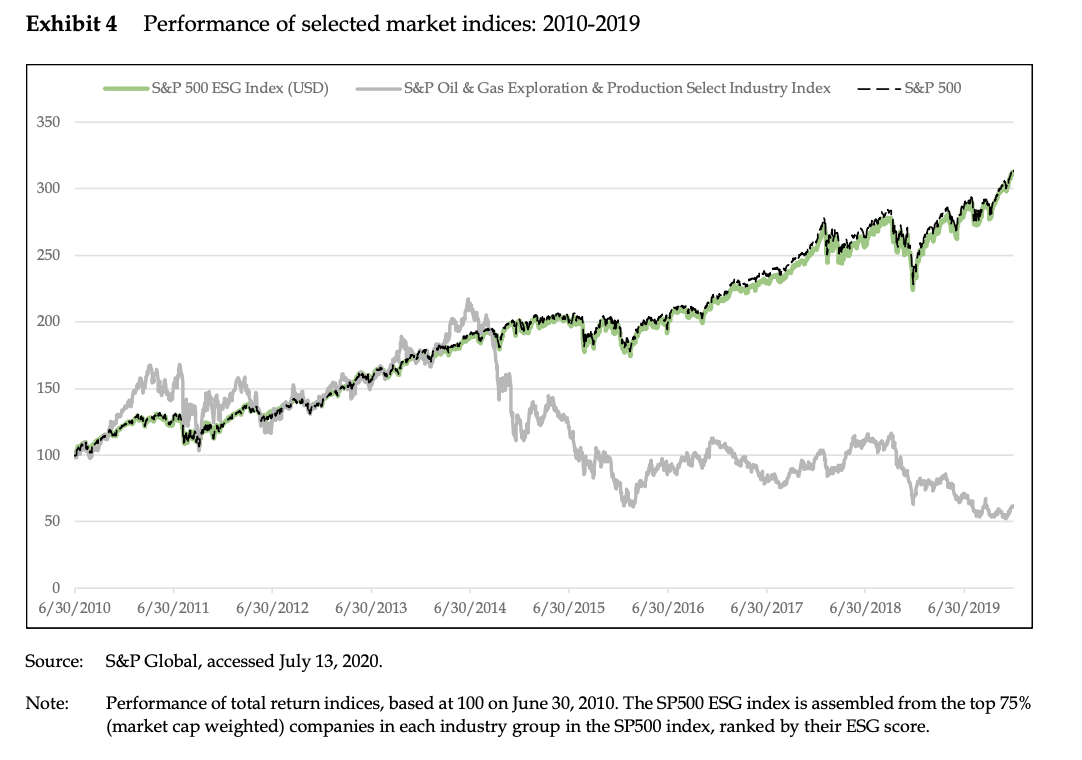 Exhibit 4 Performance of selected market indices: 2010-2019
S&P 500 ESG Index (USD) S&P Oil & Gas Exploration & Production Select Industry Index S&P 500
350
300
250
200
150
100
50
0
6/30/2010 6/30/2011 6/30/2012 6/30/2013 6/30/2014 6/30/2015 6/30/2016 6/30/2017 6/30/2018 6/30/2019
Source: S&P Global, accessed July 13, 2020.
Note: Performance of total return indices, based at 100 on June 30, 2010. The SP500 ESG index is assembled from the top 75%
(market cap weighted) companies in each industry group in the SP500 index, ranked by their ESG score.